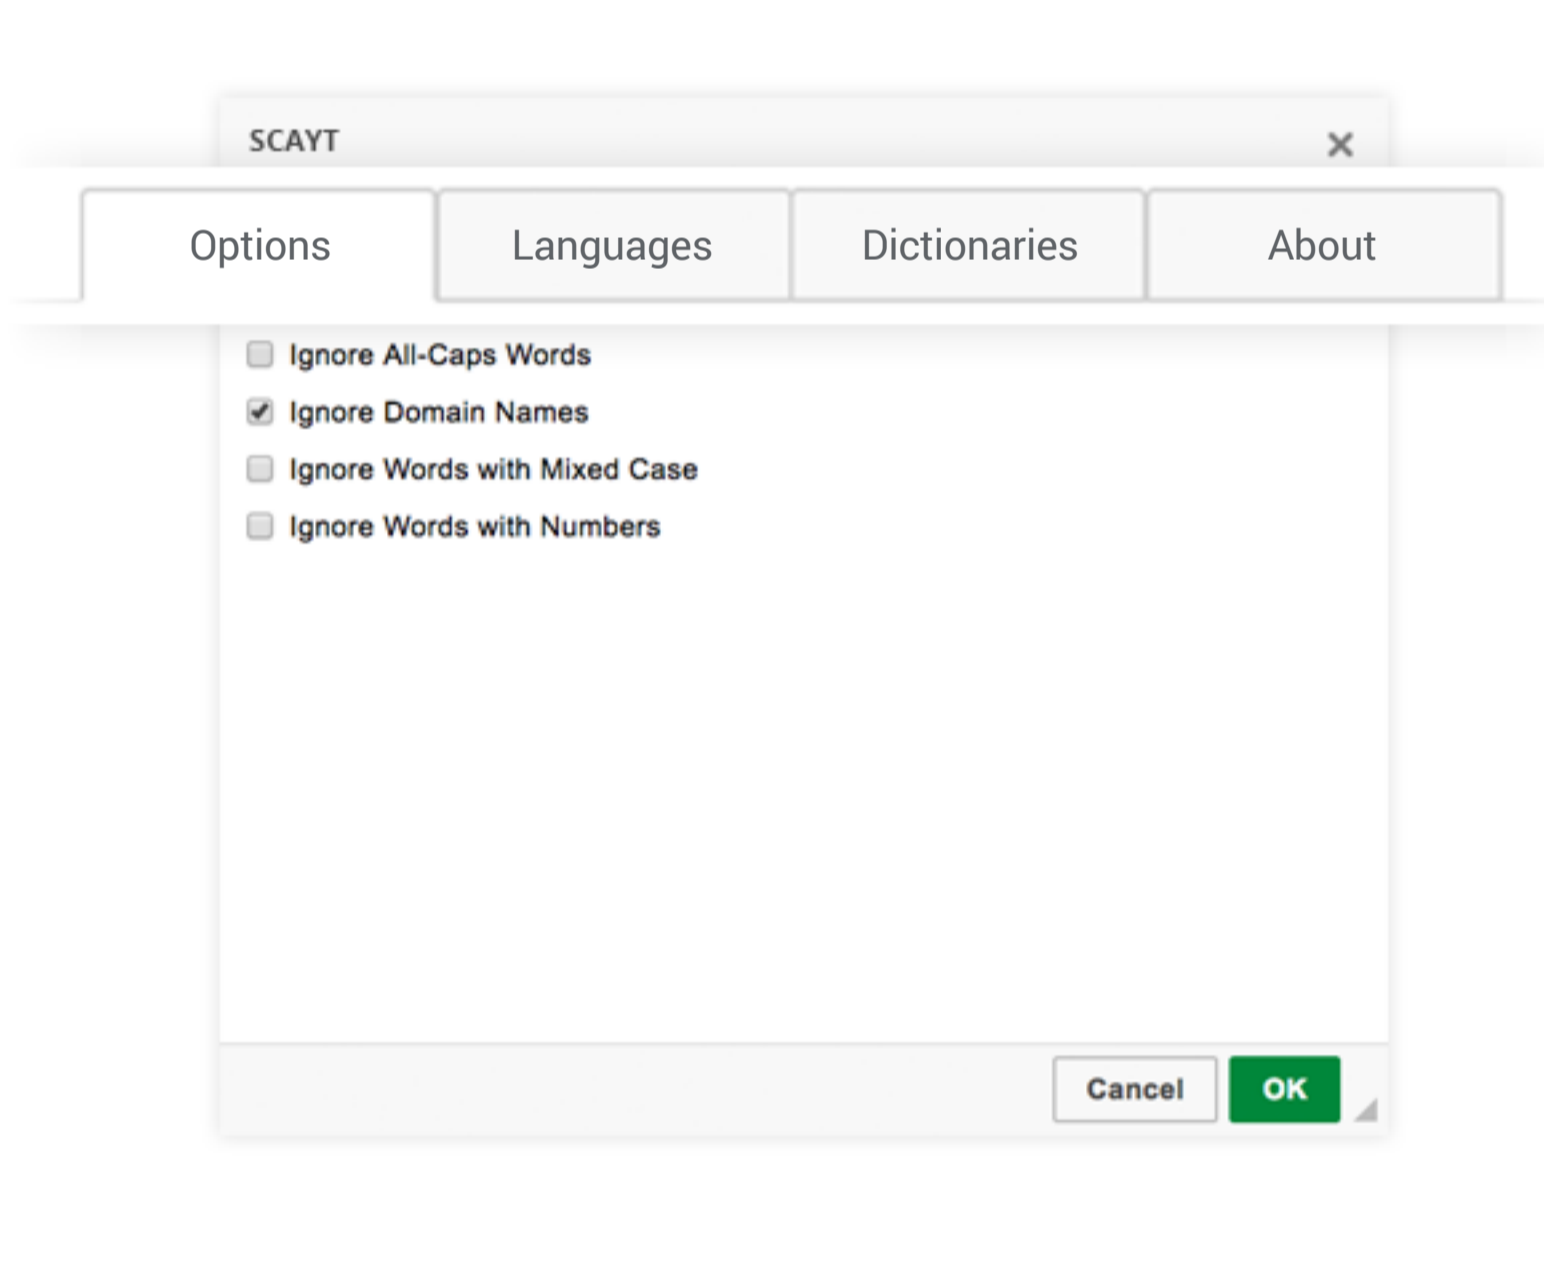 SCAYT
Options Languages Dictionaries About
Ignore All-Caps Words
Ignore Domain Names
Ignore Words with Mixed Case
Ignore Words with Numbers
Cancel OK